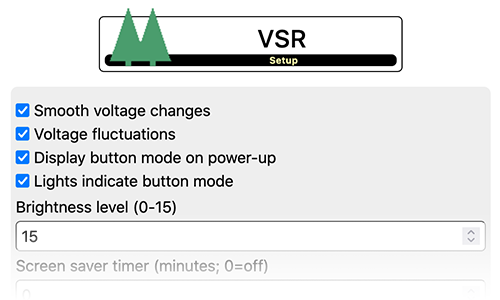 VSR
Setup
Smooth voltage changes
Voltage fluctuations
Display button mode on power-up
Lights indicate button mode
Brightness level (0-15)
15
Screen saver timer (minutes; 0=off)